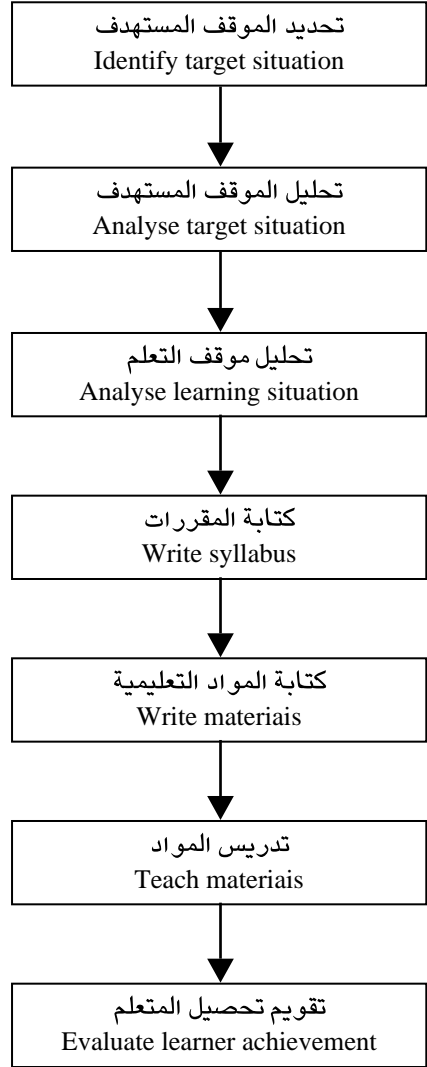 تحديد الموقف المستهدف
Identify target situation
تحليل الموقف المستهدف
Analyse target situation
تحليل موقف التعلم
Analyse learning situation
كتابة المقررات
Write syllabus
كتابة المواد التعليمية
Write materiais
تدريس المواد
Teach materiais
تقويم تحصيل المتعلم
Evaluate learner achievement